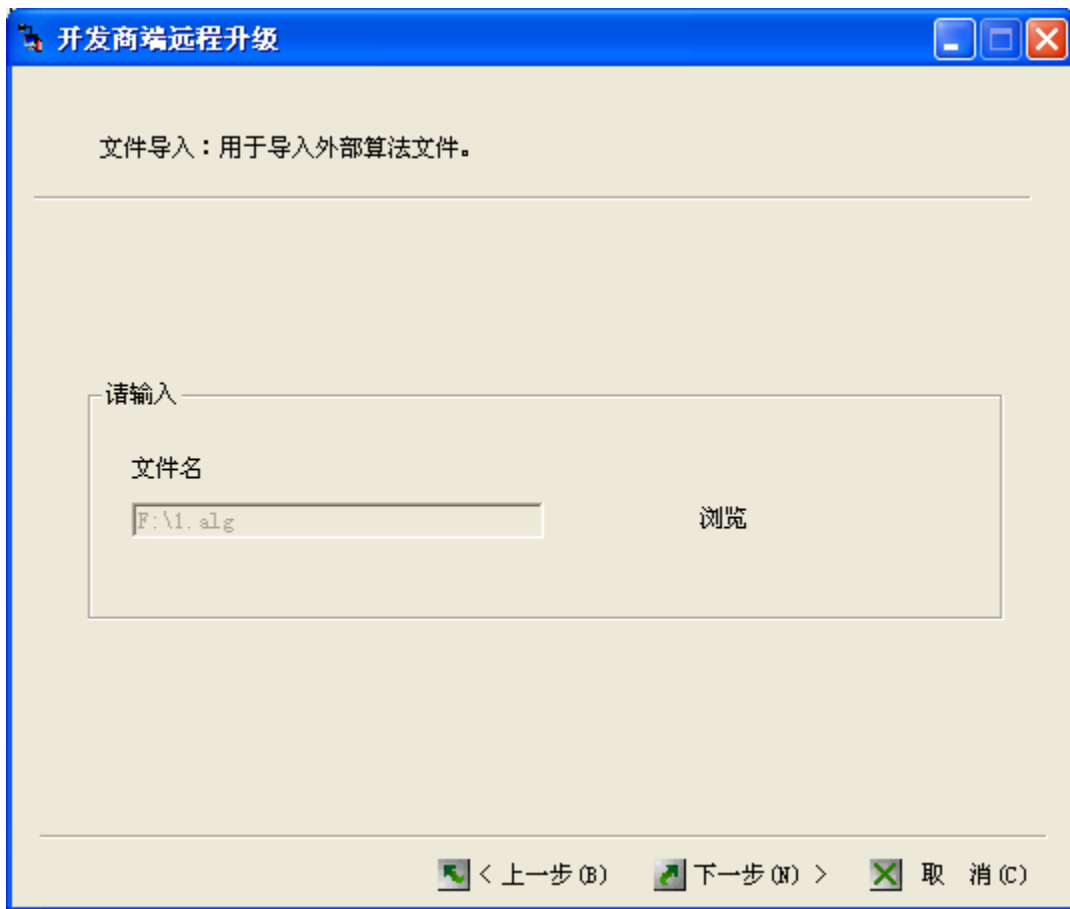 开发商端远程升级
文件导入：用于导入外部算法文件。
请输入
文件名
F:\1.alg
浏览
< 上一步(B) 下一步(N) > 取 消(C)